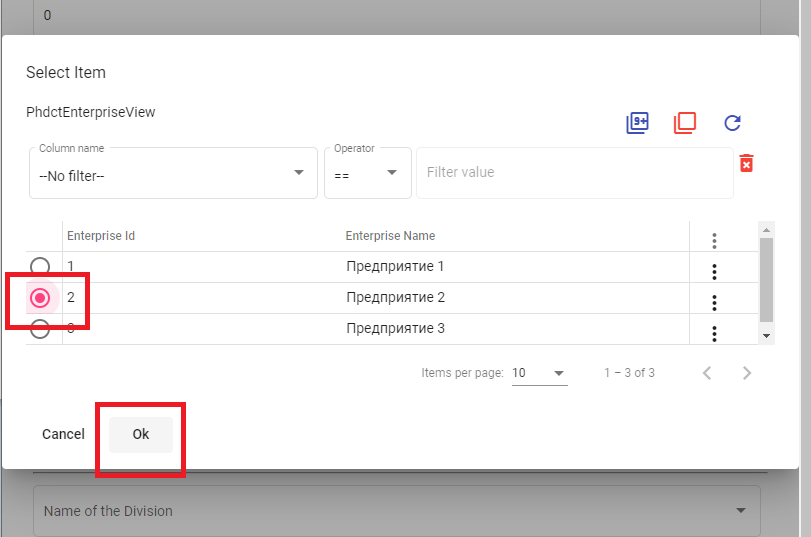 0
Select Item
PhdctEnterpriseView
9+
Column name
--No filter--
Operator
==
Filter value
Enterprise Id Enterprise Name
1 Предприятие 1
2 Предприятие 2
3 Предприятие 3
Items per page: 10 1 – 3 of 3
Cancel Ok
Name of the Division